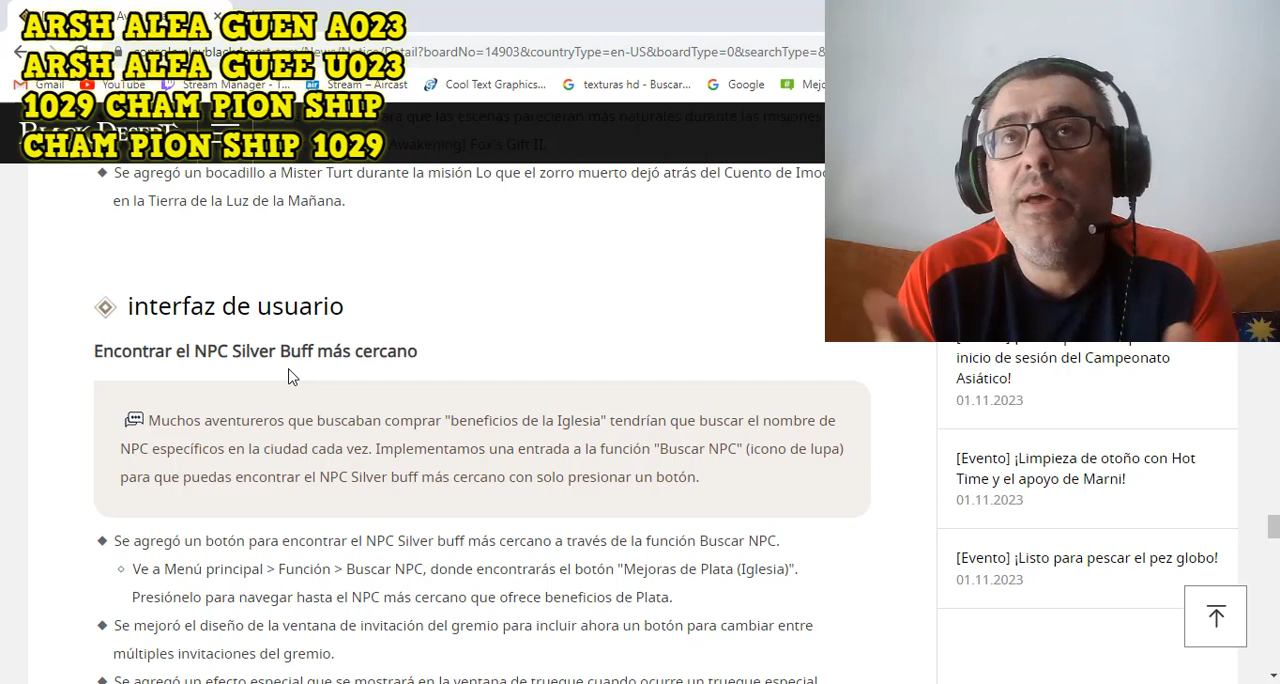 ARSH ALEA GUEN A023
ARSH ALEA GUEE U023
1029 CHAM PION SHIP
CHAM PION SHIP 1029
console.playblackdesert.com/News/Notice/Detail?boardNo=14903&countryType=en-US&boardType=0&searchType=&
Gmail
YouTube
Stream Manager - T...
Stream – Aircast
Cool Text Graphics...
texturas hd - Buscar...
Google
Mejo
para que las escenas parecieran más naturales durante las misiones
Awakening] Fox's Gift II.
BLACK DESERT
Se agregó un bocadillo a Mister Turt durante la misión Lo que el zorro muerto dejó atrás del Cuento de Imoo
en la Tierra de la Luz de la Mañana.
interfaz de usuario
Encontrar el NPC Silver Buff más cercano
Muchos aventureros que buscaban comprar "beneficios de la Iglesia" tendrían que buscar el nombre de
NPC específicos en la ciudad cada vez. Implementamos una entrada a la función "Buscar NPC" (icono de lupa)
para que puedas encontrar el NPC Silver buff más cercano con solo presionar un botón.
Se agregó un botón para encontrar el NPC Silver buff más cercano a través de la función Buscar NPC.
Ve a Menú principal > Función > Buscar NPC, donde encontrarás el botón "Mejoras de Plata (Iglesia)".
Presiónelo para navegar hasta el NPC más cercano que ofrece beneficios de Plata.
Se mejoró el diseño de la ventana de invitación del gremio para incluir ahora un botón para cambiar entre
múltiples invitaciones del gremio.
Se agregó un efecto especial que se mostrará en la ventana de trueque cuando ocurre un trueque especial
inicio de sesión del Campeonato
Asiático!
01.11.2023
[Evento] ¡Limpieza de otoño con Hot
Time y el apoyo de Marni!
01.11.2023
[Evento] ¡Listo para pescar el pez globo!
01.11.2023